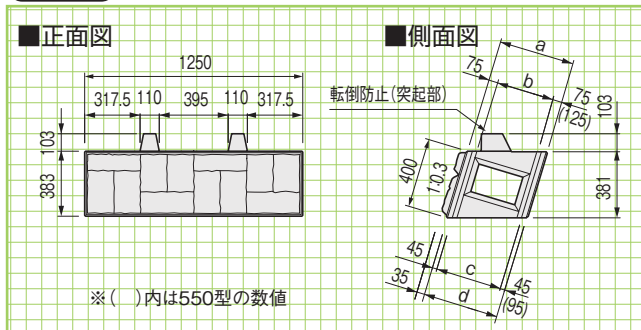 ■正面図
1250
317.5 110 395 110 317.5
103
383
※(　)内は550型の数値
■側面図
a
75
b
75
(125)
103
転倒防止(突起部)
400
1:0.3
381
45
35
c
d
45
(95)